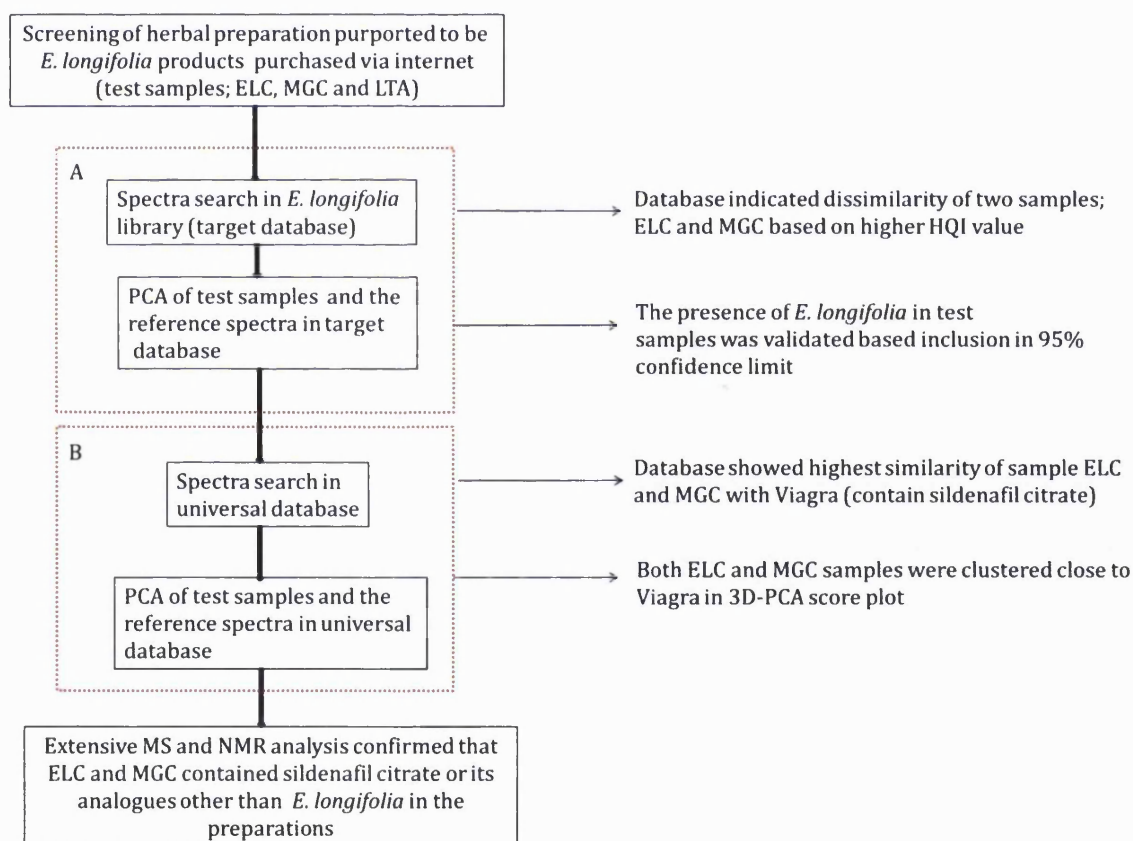 Screening of herbal preparation purported to be
E. longifolia products purchased via internet
(test samples; ELC, MGC and LTA)
A
Spectra search in E. longifolia
library (target database)
Database indicated dissimilarity of two samples;
ELC and MGC based on higher HQI value
PCA of test samples and the
reference spectra in target
database
The presence of E. longifolia in test
samples was validated based inclusion in 95%
confidence limit
B
Spectra search in
universal database
Database showed highest similarity of sample ELC
and MGC with Viagra (contain sildenafil citrate)
PCA of test samples and the
reference spectra in universal
database
Both ELC and MGC samples were clustered close to
Viagra in 3D-PCA score plot
Extensive MS and NMR analysis confirmed that
ELC and MGC contained sildenafil citrate or its
analogues other than E. longifolia in the
preparations